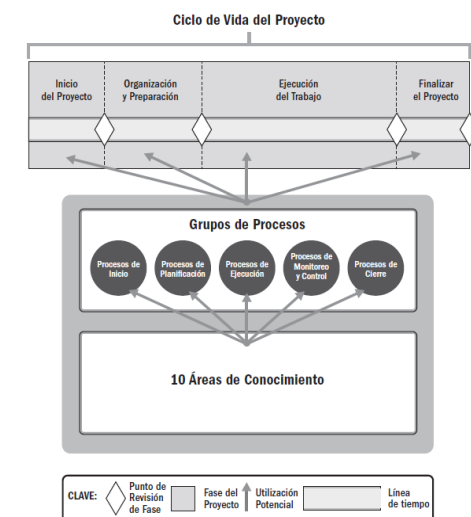 Ciclo de Vida del Proyecto
Inicio
del Proyecto
Organización
y Preparación
Ejecución
del Trabajo
Finalizar
el Proyecto
Grupos de Procesos
Procesos de
Inicio
Procesos de
Planificación
Procesos de
Ejecución
Procesos de
Monitoreo
y Control
Procesos de
Cierre
10 Áreas de Conocimiento
CLAVE:
Punto de
Revisión
de Fase
Fase del
Proyecto
Utilización
Potencial
Línea
de tiempo